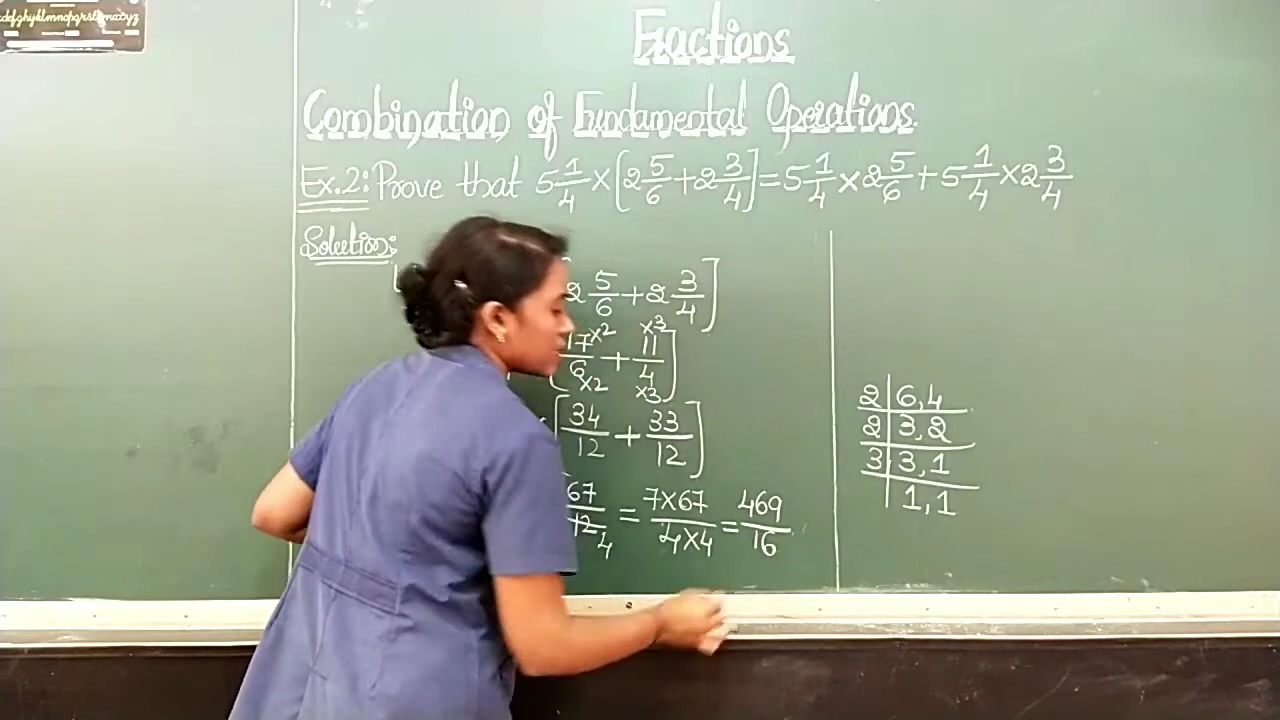 Fractions
Combination of Fundamental Operations.
Ex.2: Prove that 5 1/4 × [2 5/6 + 2 3/4] = 5 1/4 × 2 5/6 + 5 1/4 × 2 3/4
Solution:
2 5/6 + 2 3/4]
[17×2/6×2 + 11×3/4×3]
[34/12 + 33/12]
67/12 4 = 7×67/4×4 = 469/16
2 | 6, 4
2 | 3, 2
3 | 3, 1
1, 1